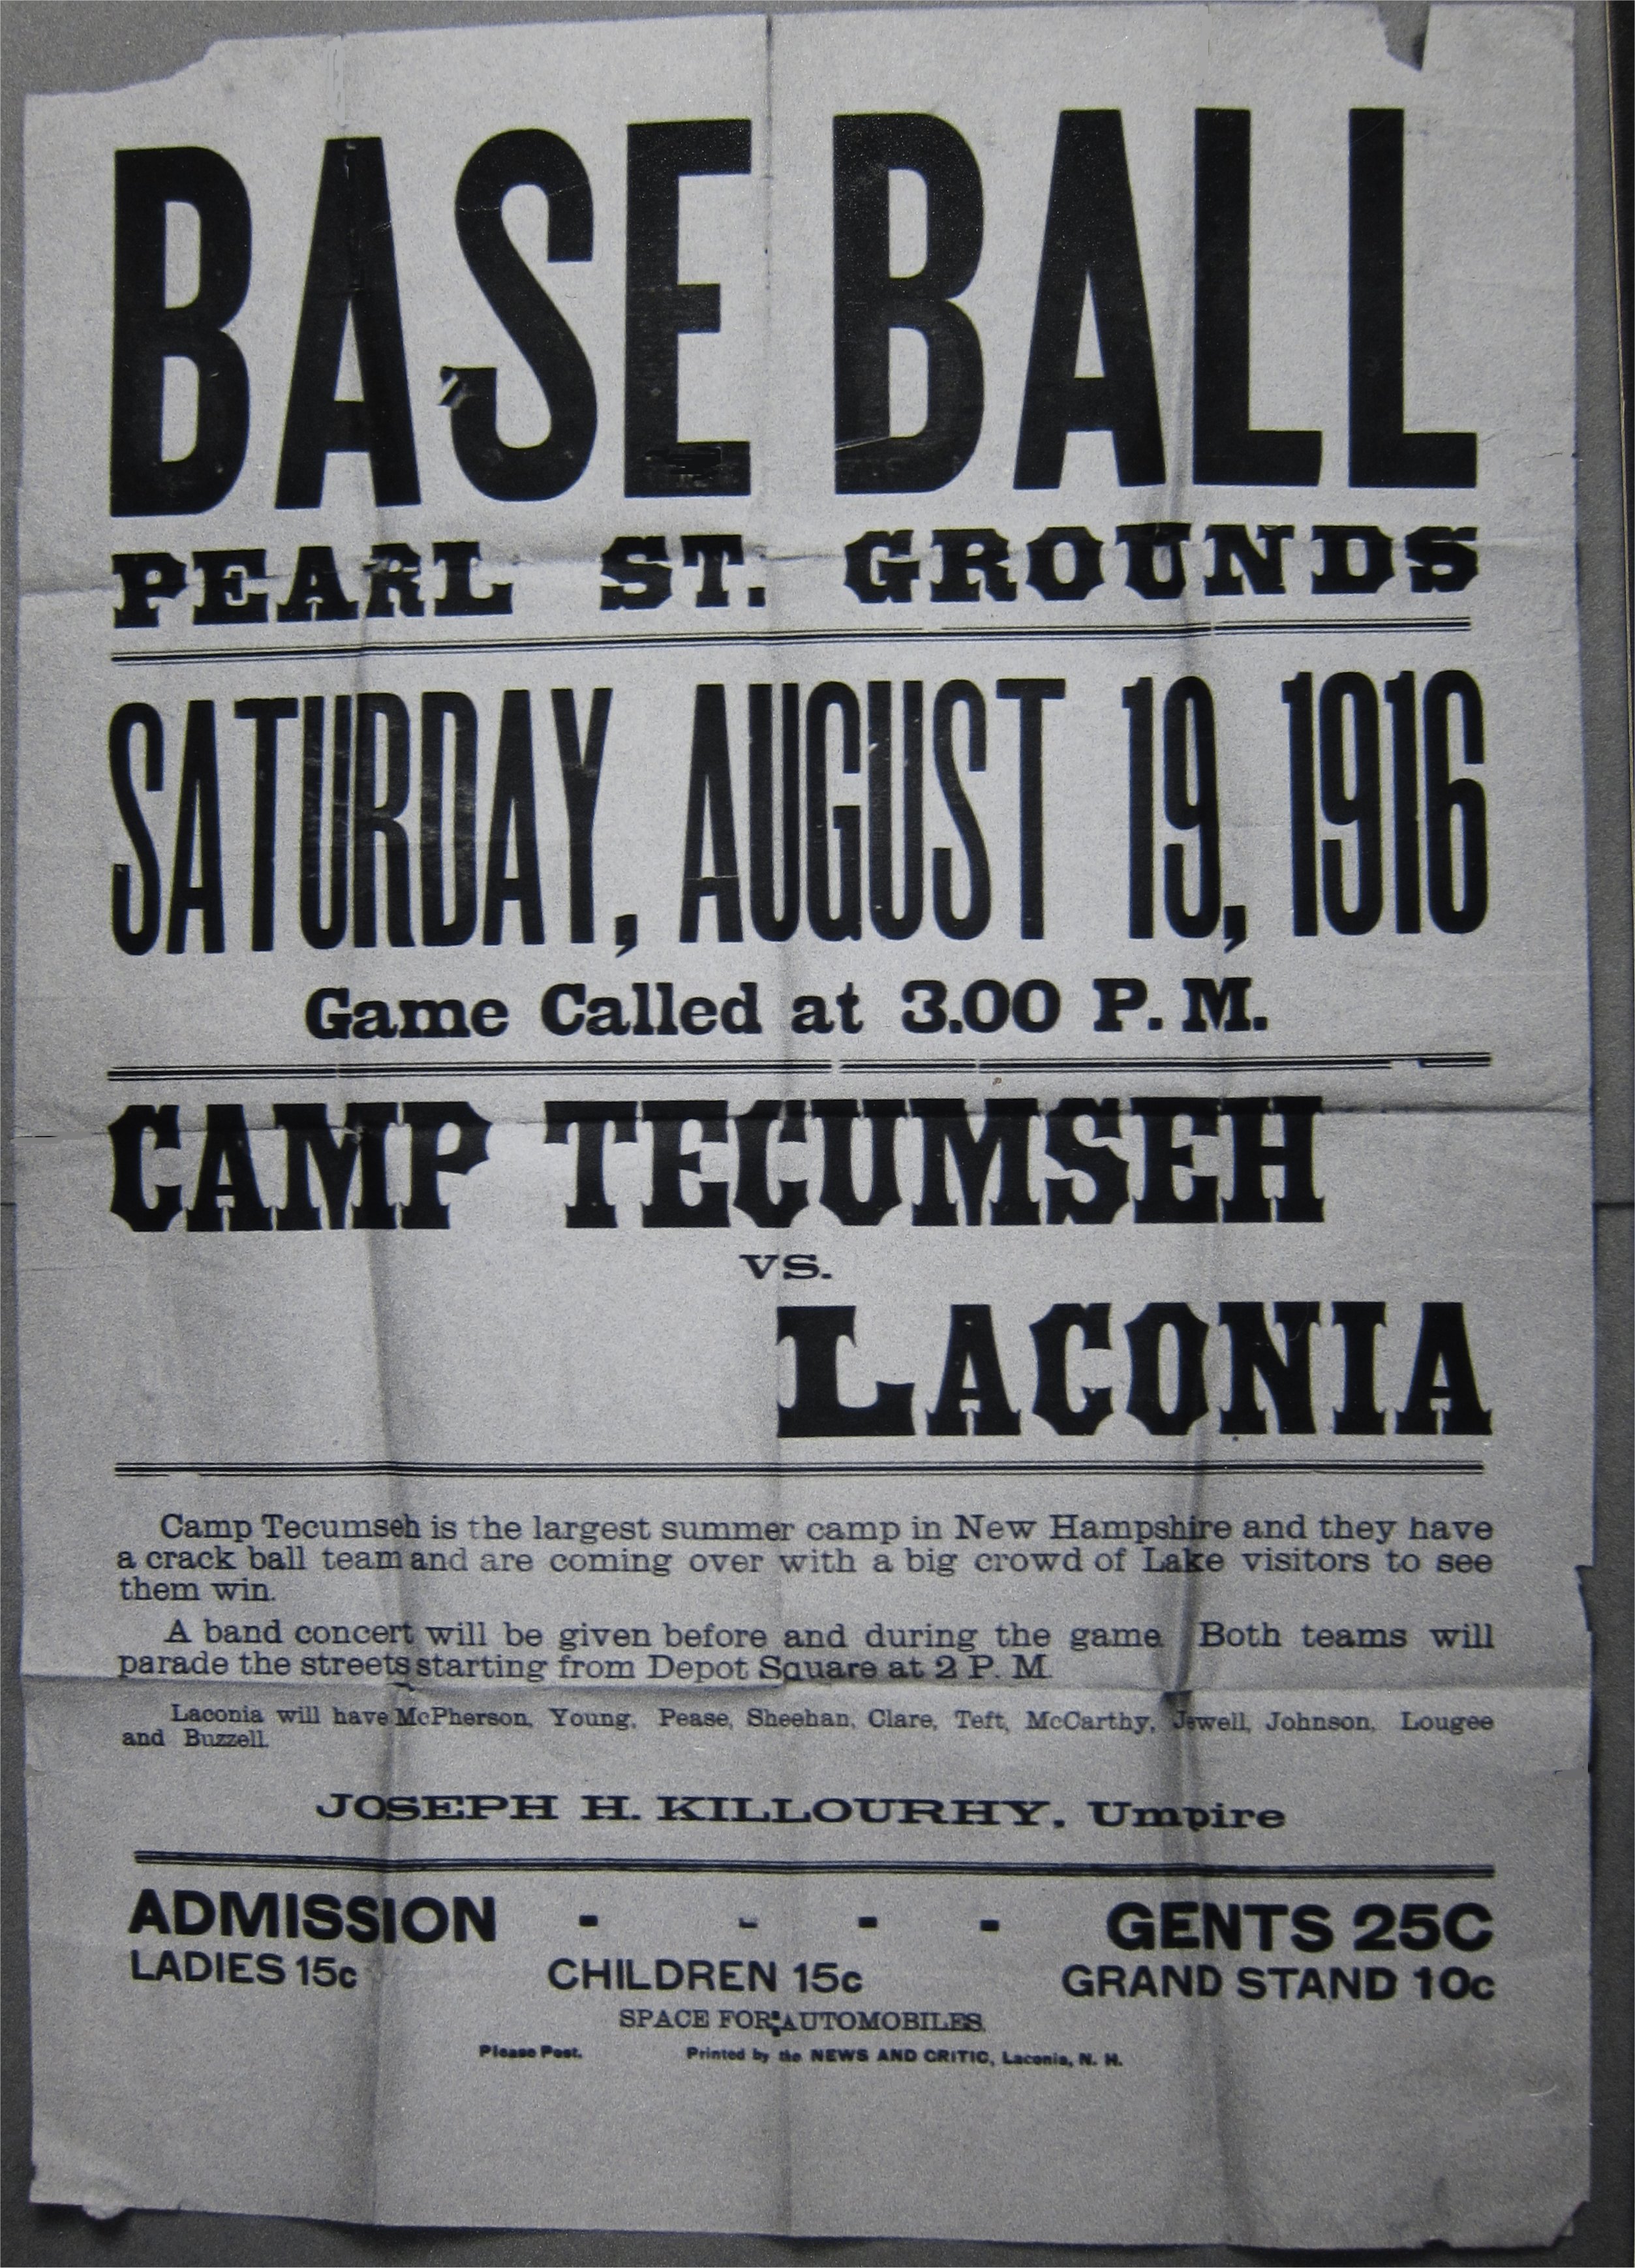 BASE BALL
PEARL ST. GROUNDS
SATURDAY, AUGUST 19, 1916
Game Called at 3.00 P. M.
CAMP TECUMSEH
VS.
LACONIA
Camp Tecumseh is the largest summer camp in New Hampshire and they have
a crack ball team and are coming over with a big crowd of Lake visitors to see
them win.
A band concert will be given before and during the game. Both teams will
parade the streets starting from Depot Square at 2 P. M.
Laconia will have McPherson, Young, Pease, Sheehan, Clare, Teft, McCarthy, Jewell, Johnson, Lougee
and Buzzell.
JOSEPH H. KILLOURHY, Umpire
ADMISSION - - - - GENTS 25C
LADIES 15c CHILDREN 15c GRAND STAND 10c
SPACE FOR AUTOMOBILES.
Please Post. Printed by the NEWS AND CRITIC, Laconia, N. H.